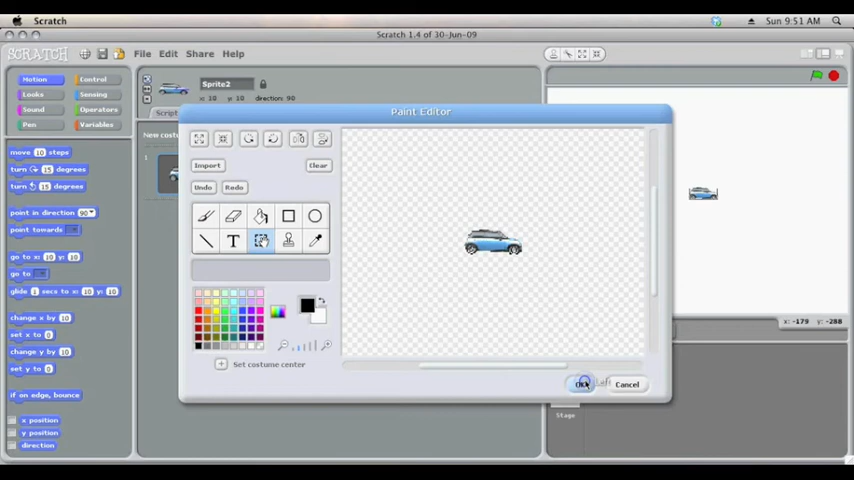 Scratch
Sun 9:51 AM
Scratch 1.4 of 30-Jun-09
SCRATCH
File Edit Share Help
Motion Control
Looks Sensing
Sound Operators
Pen Variables
Sprite2
x: 10 y: 10 direction: 90
Script
New costu
1
Paint Editor
Import Clear
Undo Redo
Set costume center
OK Cancel
move 10 steps
turn 15 degrees
turn 15 degrees
point in direction 90
point towards
go to x: 10 y: 10
go to
glide 1 secs to x: 10 y: 10
change x by 10
set x to 0
change y by 10
set y to 0
if on edge, bounce
x position
y position
direction
x: -179 y: -288
Stage